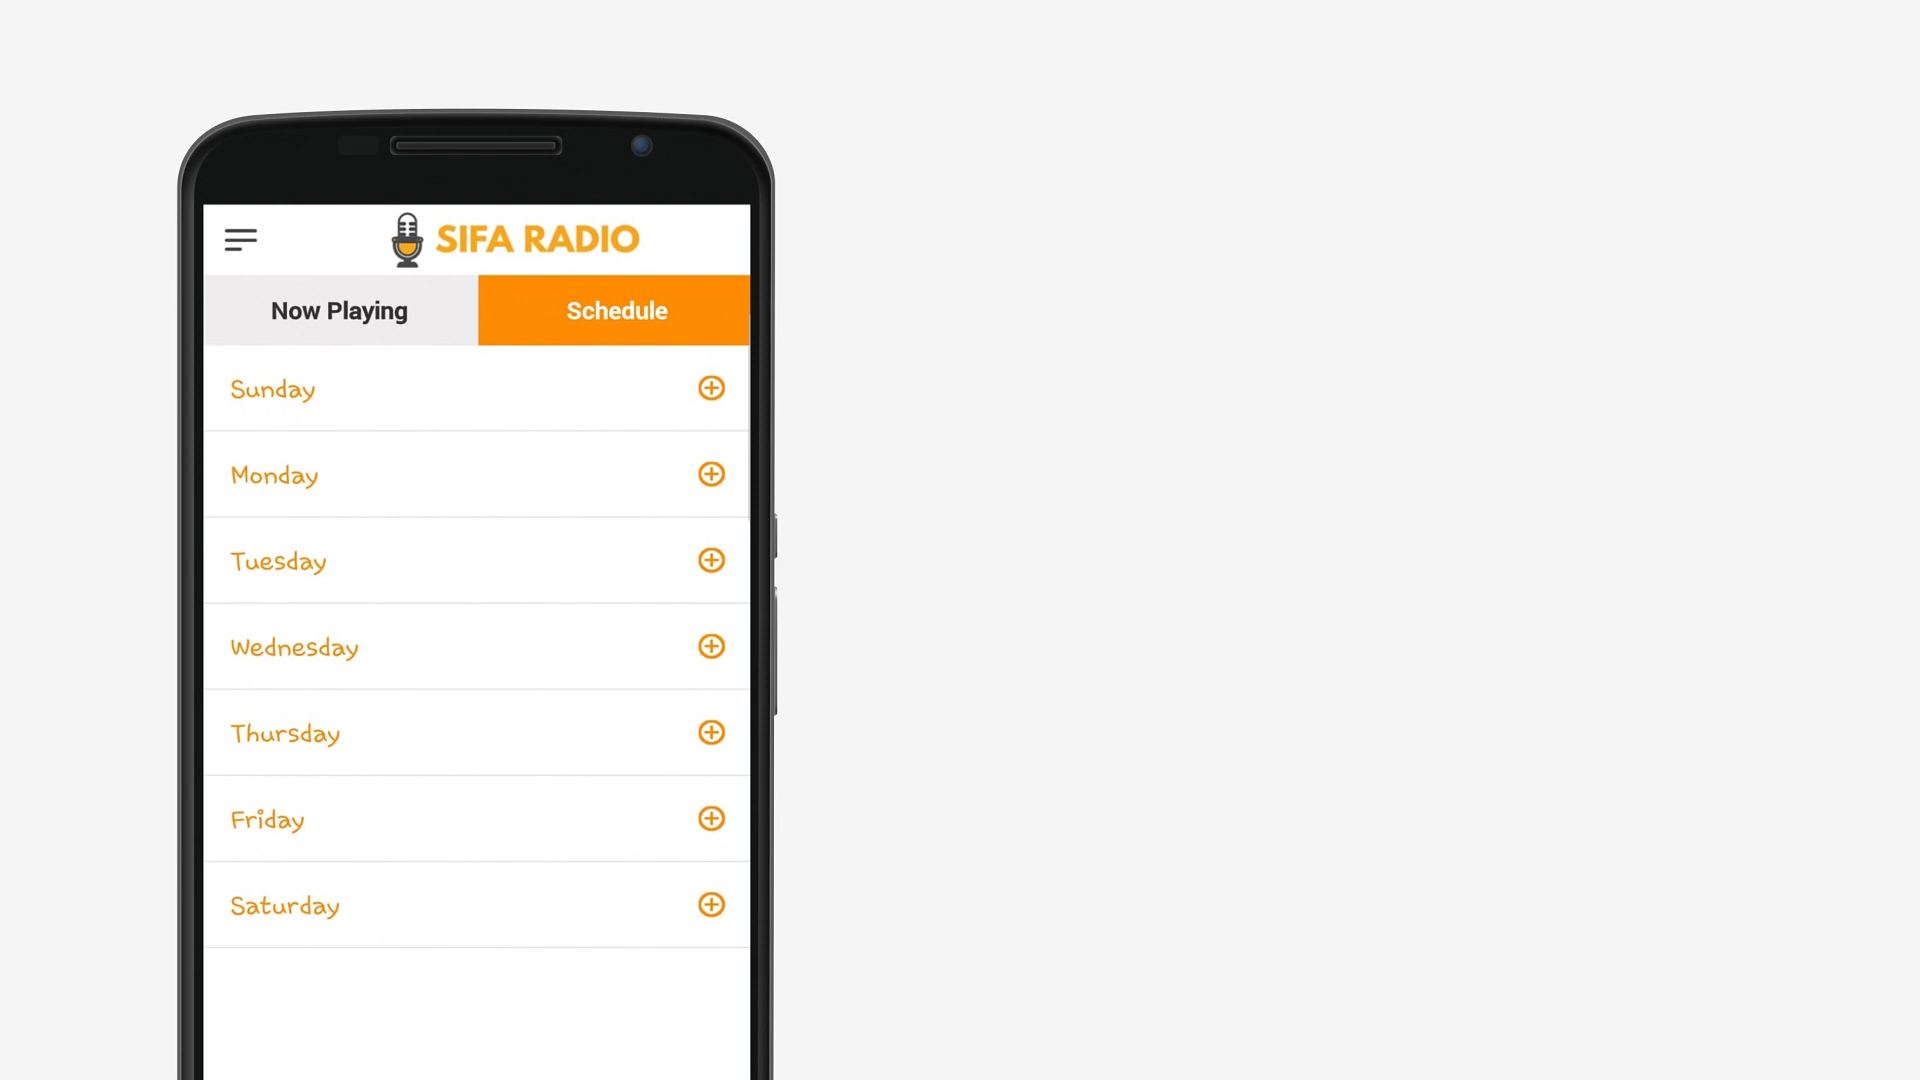 SIFA RADIO
Now Playing
Schedule
Sunday
Monday
Tuesday
Wednesday
Thursday
Friday
Saturday